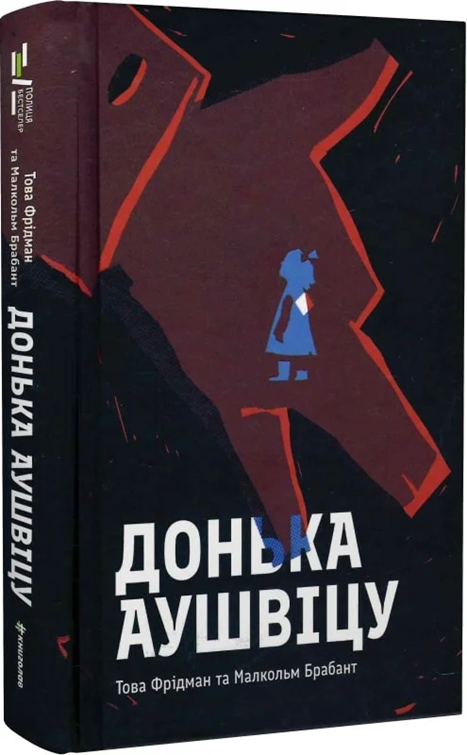 ПОЛИЦЯ
БЕСТСЕЛЕР
Това Фрідман
та Малкольм Брабант
ДОНЬКА АУШВІЦУ
#книголав
ДОНЬКА
АУШВІЦУ
Това Фрідман та Малкольм Брабант